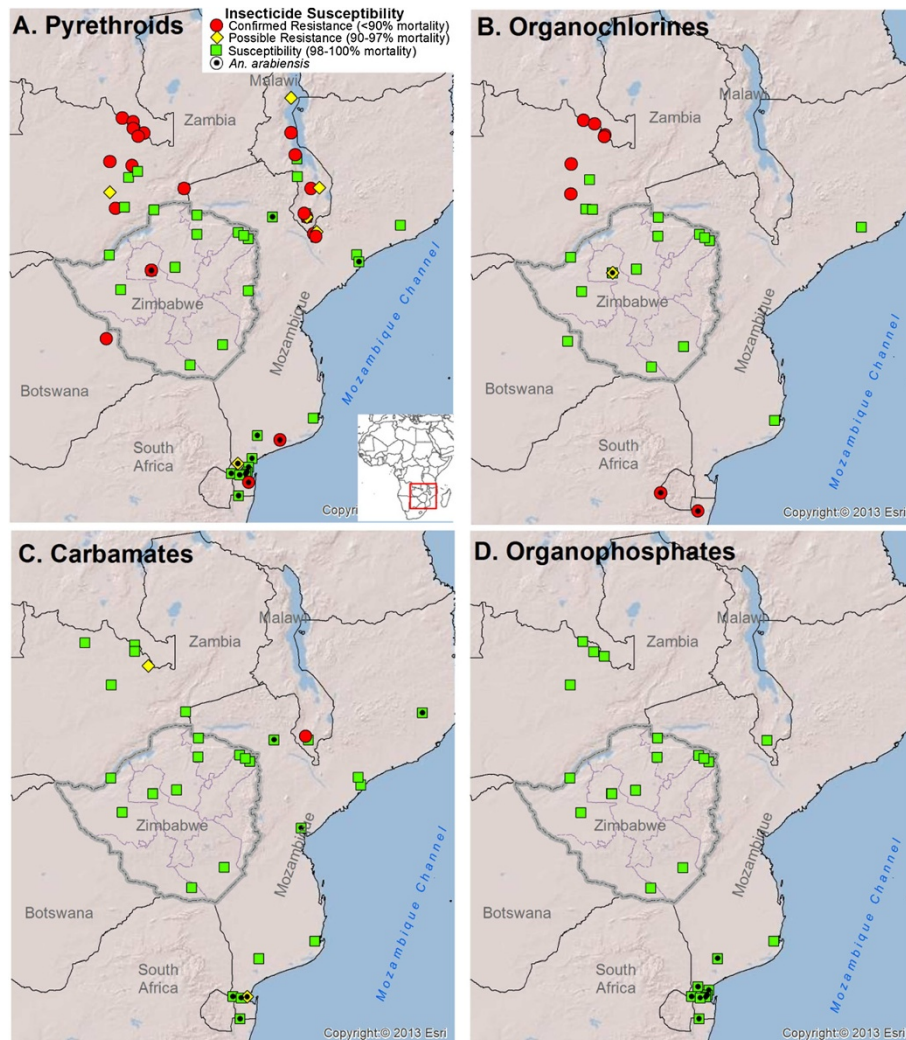 A. Pyrethroids
Insecticide Susceptibility
Confirmed Resistance (<90% mortality)
Possible Resistance (90-97% mortality)
Susceptibility (98-100% mortality)
An. arabiensis
Malawi
Zambia
Zimbabwe
Mozambique
Mozambique Channel
Botswana
South
Africa
B. Organochlorines
Malawi
Zambia
Zimbabwe
Mozambique
Mozambique Channel
Botswana
South
Africa
Copyright:© 2013 Esri
C. Carbamates
Malawi
Zambia
Zimbabwe
Mozambique
Mozambique Channel
Botswana
South
Africa
Copyright:© 2013 Esri
D. Organophosphates
Malawi
Zambia
Zimbabwe
Mozambique
Mozambique Channel
Botswana
South
Africa
Copyright:© 2013 Esri